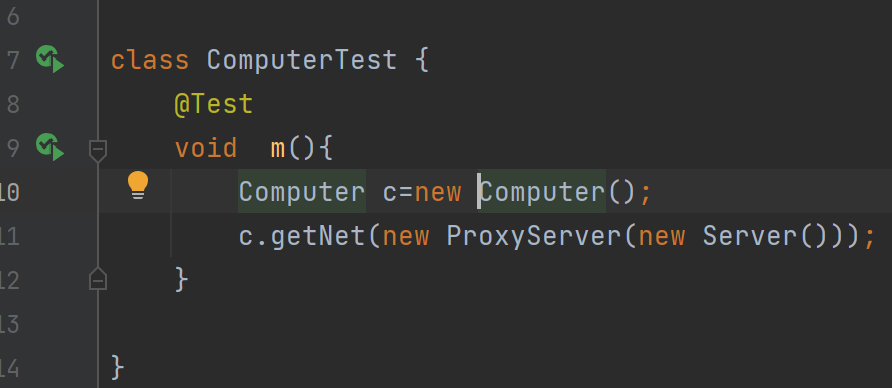 6
7 class ComputerTest {
8 @Test
9 void  m(){
10 Computer c=new Computer();
11 c.getNet(new ProxyServer(new Server()));
12 }
13
14 }